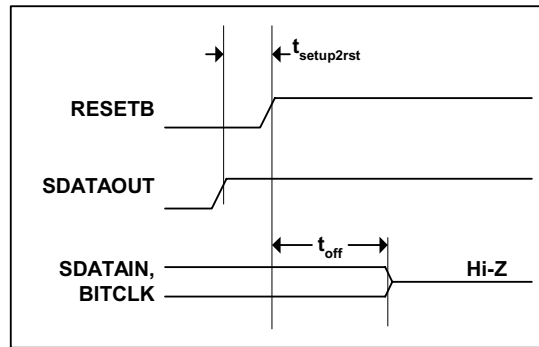 t_setup2rst
RESETB
SDATAOUT
t_off
SDATAIN,
Hi-Z
BITCLK